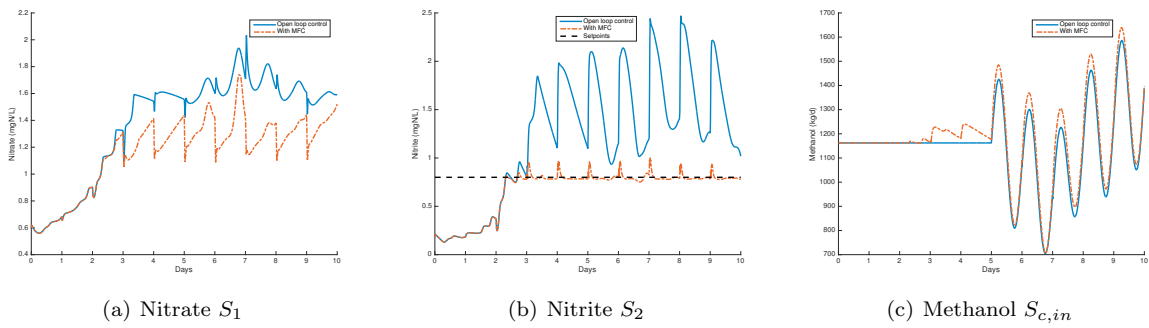 Open loop control
With MFC
2.2
2
1.8
1.6
1.4
1.2
1
0.8
0.6
0.4
Nitrate (mgN/L)
0 1 2 3 4 5 6 7 8 9 10
Days
(a) Nitrate S1
Open loop control
With MFC
Setpoints
2.5
2
1.5
1
0.5
0
Nitrite (mgN/L)
0 1 2 3 4 5 6 7 8 9 10
Days
(b) Nitrite S2
Open loop control
With MFC
1700
1600
1500
1400
1300
1200
1100
1000
900
800
700
Methanol (kg/d)
0 1 2 3 4 5 6 7 8 9 10
Days
(c) Methanol Sc,in